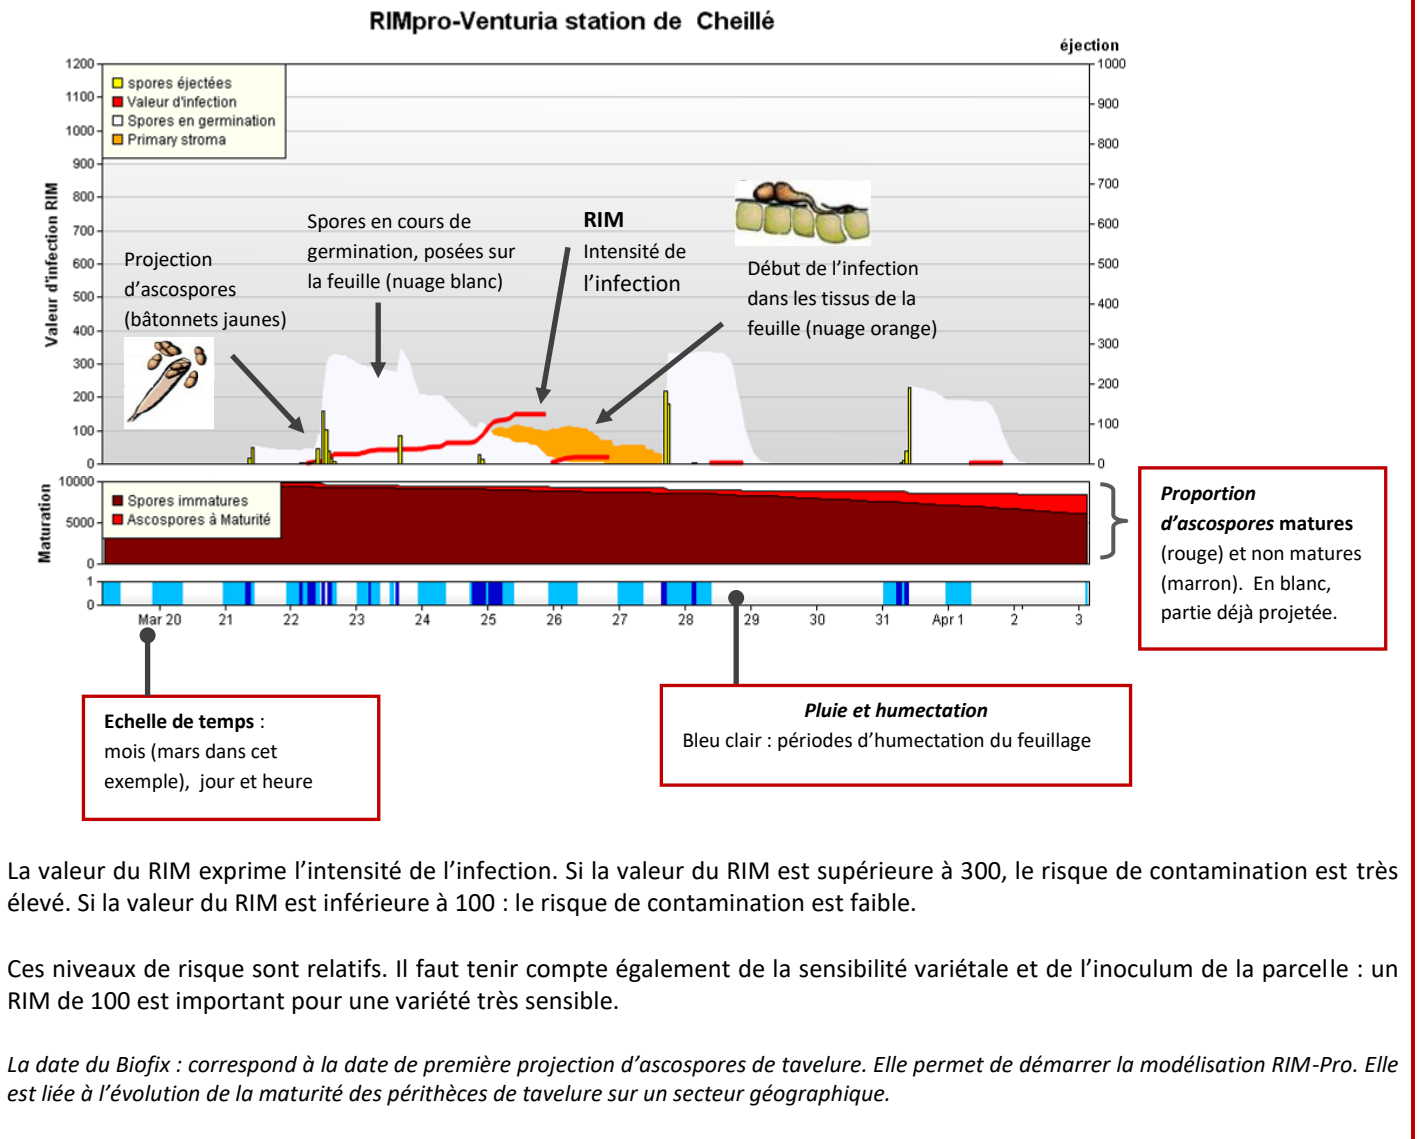 RIMpro-Venturia station de Cheillé
éjection
Valeur d'infection RIM
1200
1100
1000
900
800
700
600
500
400
300
200
100
0
1000
900
800
700
600
500
400
300
200
100
0
spores éjectées
Valeur d'infection
Spores en germination
Primary stroma
Projection
d'ascospores
(bâtonnets jaunes)
Spores en cours de
germination, posées sur
la feuille (nuage blanc)
RIM
Intensité de
l'infection
Début de l'infection
dans les tissus de la
feuille (nuage orange)
Maturation
10000
5000
0
Spores immatures
Ascospores à Maturité
1
0
Mar 20 21 22 23 24 25 26 27 28 29 30 31 Apr 1 2 3
Proportion
d'ascospores matures
(rouge) et non matures
(marron). En blanc,
partie déjà projetée.
Echelle de temps :
mois (mars dans cet
exemple), jour et heure
Pluie et humectation
Bleu clair : périodes d'humectation du feuillage
La valeur du RIM exprime l'intensité de l'infection. Si la valeur du RIM est supérieure à 300, le risque de contamination est très
élevé. Si la valeur du RIM est inférieure à 100 : le risque de contamination est faible.
Ces niveaux de risque sont relatifs. Il faut tenir compte également de la sensibilité variétale et de l'inoculum de la parcelle : un
RIM de 100 est important pour une variété très sensible.
La date du Biofix : correspond à la date de première projection d'ascospores de tavelure. Elle permet de démarrer la modélisation RIM-Pro. Elle
est liée à l'évolution de la maturité des périthèces de tavelure sur un secteur géographique.